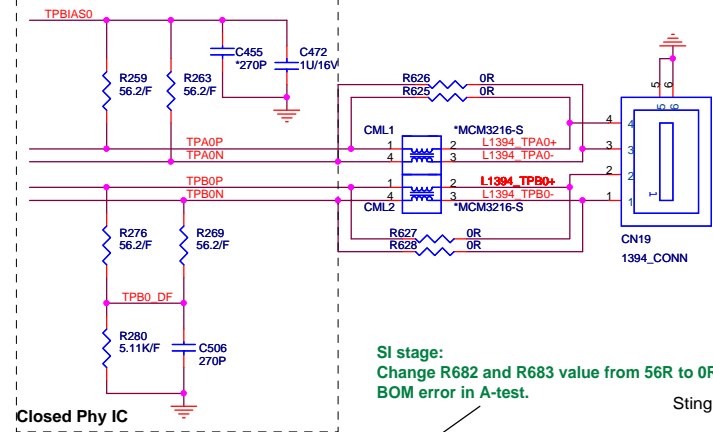 TPBIAS0
C455
*270P
C472
1U/16V
R259
56.2/F
R263
56.2/F
R626
0R
R625
0R
5
6
5
6
CML1
*MCM3216-S
4
4
TPA0P
1
2
L1394_TPA0+
TPA0N
4
3
L1394_TPA0-
3
3
2
2
TPB0P
1
2
L1394_TPB0+
TPB0N
4
3
L1394_TPB0-
1
1
1
CML2
*MCM3216-S
R276
56.2/F
R269
56.2/F
R627
0R
R628
0R
CN19
1394_CONN
TPB0_DF
R280
5.11K/F
C506
270P
SI stage:
Change R682 and R683 value from 56R to 0R
BOM error in A-test.
Closed Phy IC
Sting